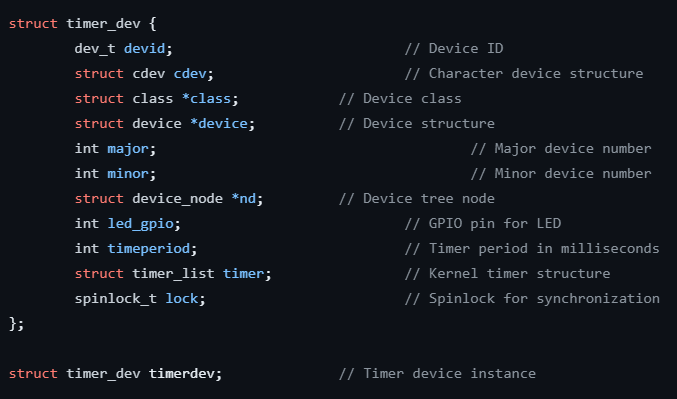 struct timer_dev {
        dev_t devid;                            // Device ID
        struct cdev cdev;                       // Character device structure
        struct class *class;            // Device class
        struct device *device;          // Device structure
        int major;                                      // Major device number
        int minor;                                      // Minor device number
        struct device_node *nd;         // Device tree node
        int led_gpio;                           // GPIO pin for LED
        int timeperiod;                         // Timer period in milliseconds
        struct timer_list timer;                // Kernel timer structure
        spinlock_t lock;                        // Spinlock for synchronization
};

struct timer_dev timerdev;              // Timer device instance